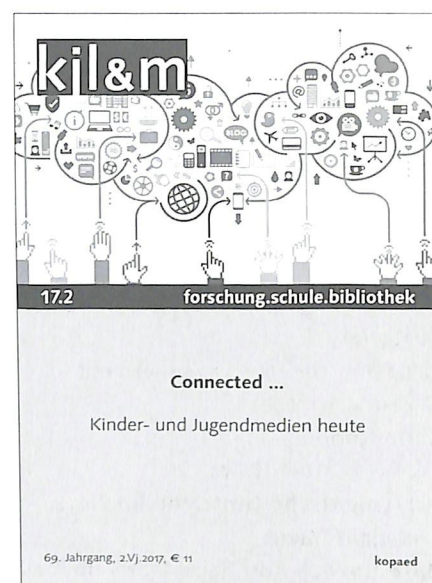 kjl&m
17.2 forschung.schule.bibliothek
Connected ...
Kinder- und Jugendmedien heute
69. Jahrgang, 2.Vj.2017, € 11 kopaed